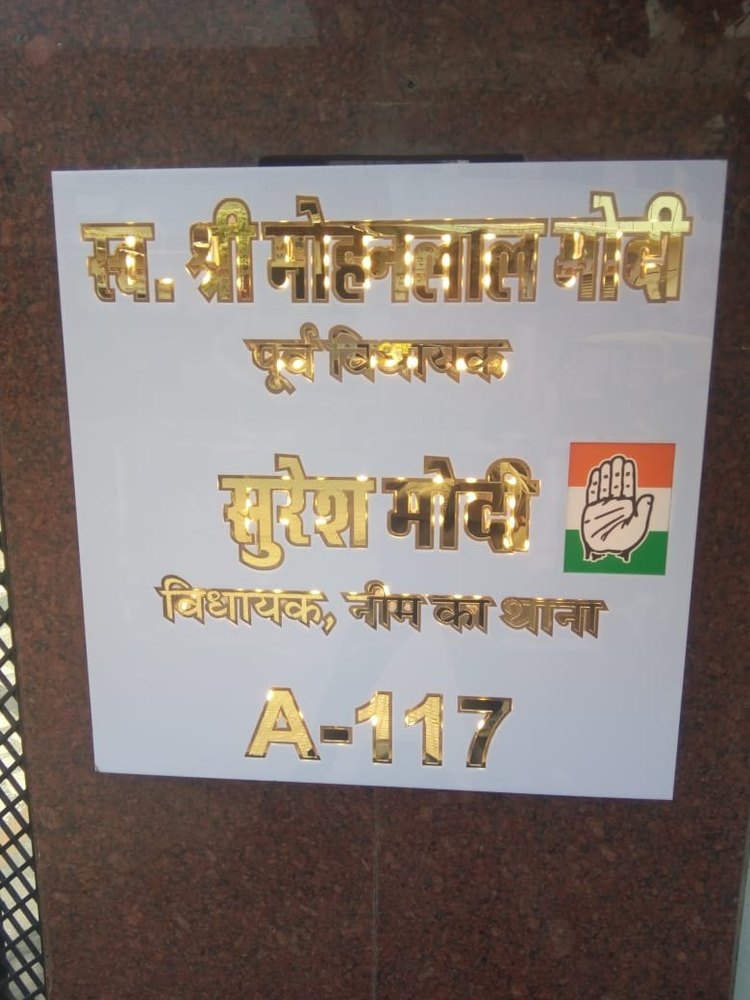 स्व. श्री मोहनलाल मोदी
पूर्व विधायक
सुरेश मोदी
विधायक, नीम का थाना
A-117